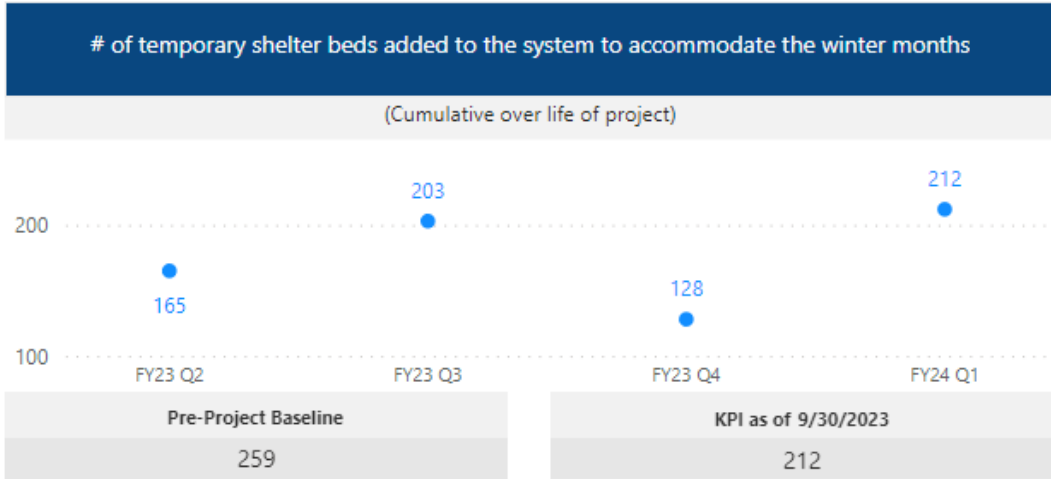 # of temporary shelter beds added to the system to accommodate the winter months
(Cumulative over life of project)
212
203
200
165
128
100
FY23 Q2 FY23 Q3 FY23 Q4 FY24 Q1
Pre-Project Baseline KPI as of 9/30/2023
259 212